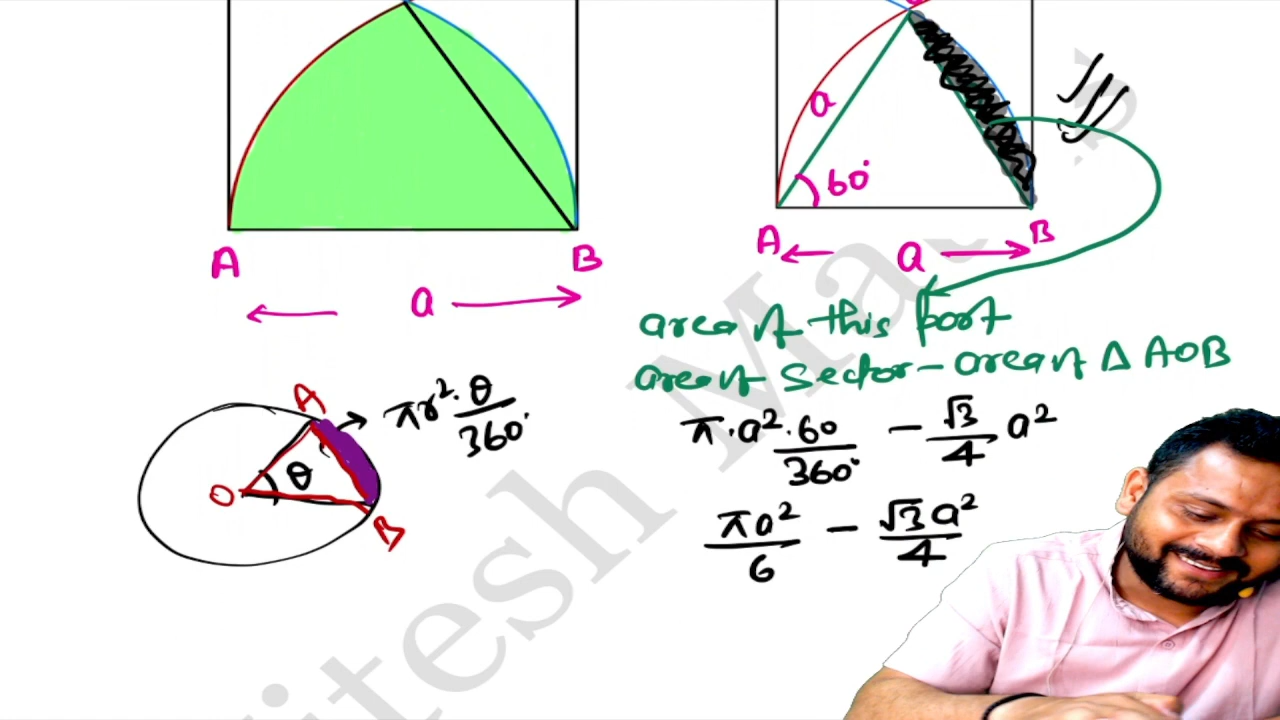 a
60°
A
B
a
A
B
a
area of this part
area of Sector - area of Δ AOB
π·a²·60/360° - √3/4 a²
πa²/6 - √3a²/4
A
πr²·θ/360°
θ
O
B